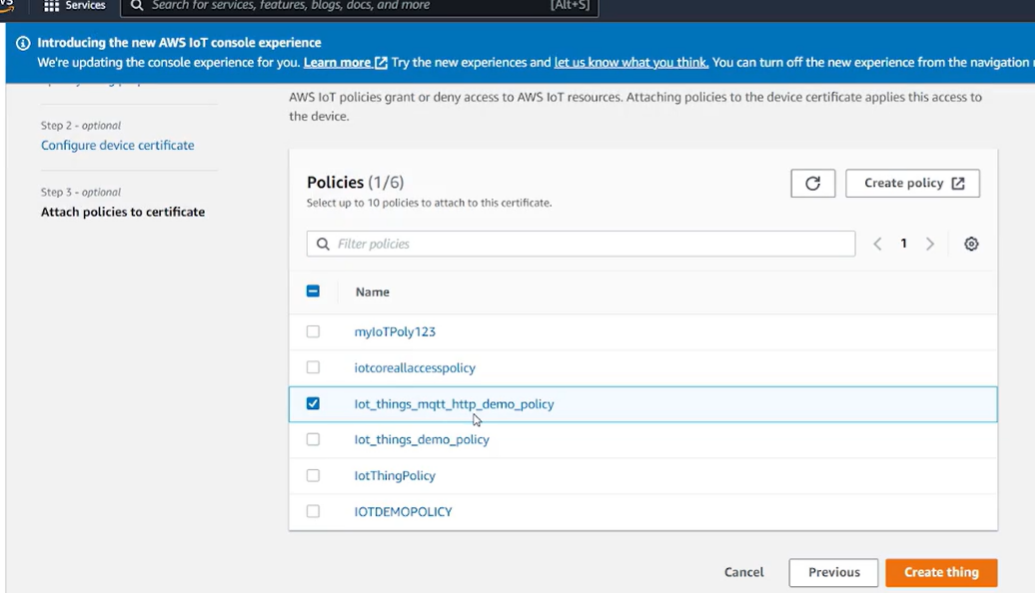 Services
Search for services, features, blogs, docs, and more
[Alt+S]
Introducing the new AWS IoT console experience
We're updating the console experience for you. Learn more Try the new experiences and let us know what you think. You can turn off the new experience from the navigation
Step 2 - optional
Configure device certificate
Step 3 - optional
Attach policies to certificate
AWS IoT policies grant or deny access to AWS IoT resources. Attaching policies to the device certificate applies this access to
the device.
Policies (1/6)
Select up to 10 policies to attach to this certificate.
Create policy
Filter policies
1
Name
myIoTPoly123
iotcoreallaccesspolicy
Iot_things_mqtt_http_demo_policy
Iot_things_demo_policy
IotThingPolicy
IOTDEMOPOLICY
Cancel
Previous
Create thing